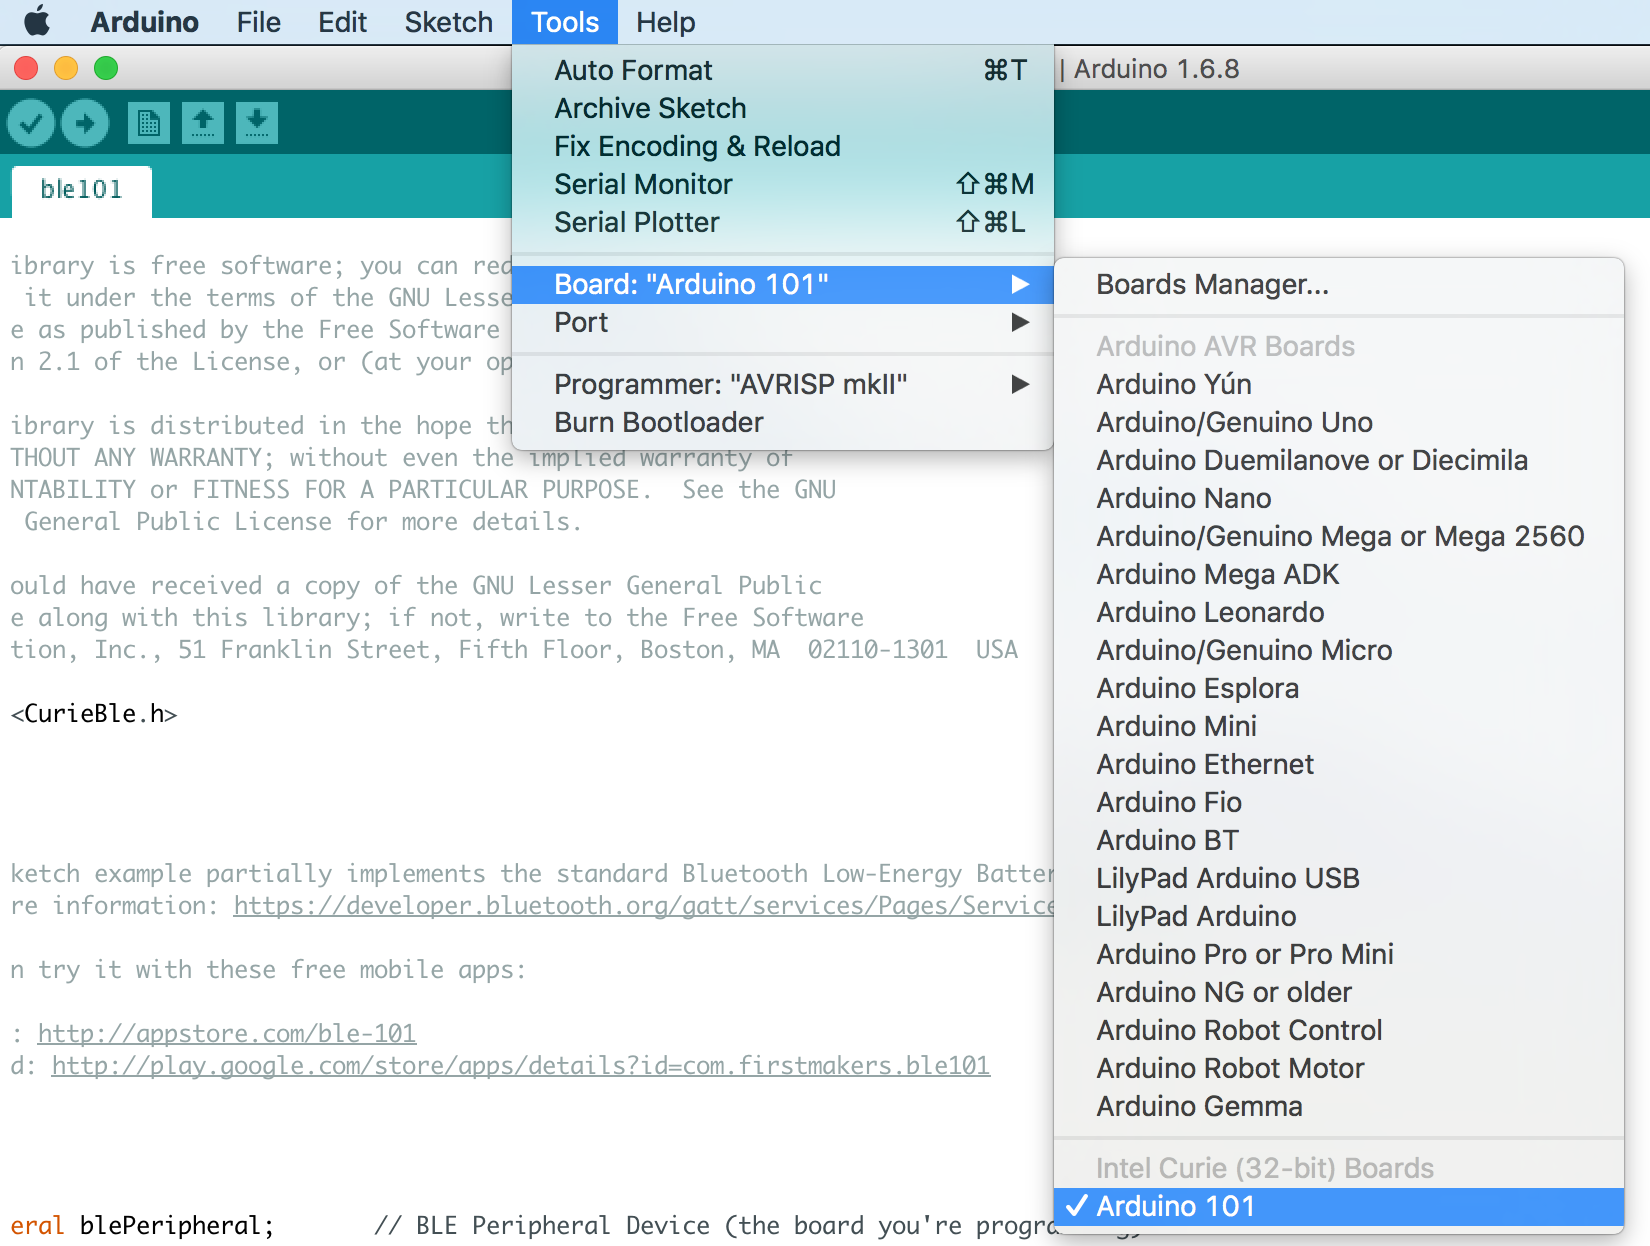 Arduino File Edit Sketch Tools Help
| Arduino 1.6.8
Auto Format ⌘T
Archive Sketch
Fix Encoding & Reload
Serial Monitor ⇧⌘M
Serial Plotter ⇧⌘L
Board: "Arduino 101" ▶
Port ▶
Programmer: "AVRISP mkII" ▶
Burn Bootloader
Boards Manager...
Arduino AVR Boards
Arduino Yún
Arduino/Genuino Uno
Arduino Duemilanove or Diecimila
Arduino Nano
Arduino/Genuino Mega or Mega 2560
Arduino Mega ADK
Arduino Leonardo
Arduino/Genuino Micro
Arduino Esplora
Arduino Mini
Arduino Ethernet
Arduino Fio
Arduino BT
LilyPad Arduino USB
LilyPad Arduino
Arduino Pro or Pro Mini
Arduino NG or older
Arduino Robot Control
Arduino Robot Motor
Arduino Gemma
Intel Curie (32-bit) Boards
✓ Arduino 101
ble101
ibrary is free software; you can red
it under the terms of the GNU Lesse
e as published by the Free Software
n 2.1 of the License, or (at your op
ibrary is distributed in the hope th
THOUT ANY WARRANTY; without even the implied warranty of
NTABILITY or FITNESS FOR A PARTICULAR PURPOSE.  See the GNU
General Public License for more details.
ould have received a copy of the GNU Lesser General Public
e along with this library; if not, write to the Free Software
tion, Inc., 51 Franklin Street, Fifth Floor, Boston, MA  02110-1301  USA
<CurieBle.h>
ketch example partially implements the standard Bluetooth Low-Energy Batter
re information: https://developer.bluetooth.org/gatt/services/Pages/Service
n try it with these free mobile apps:
: http://appstore.com/ble-101
d: http://play.google.com/store/apps/details?id=com.firstmakers.ble101
eral blePeripheral;       // BLE Peripheral Device (the board you're progra